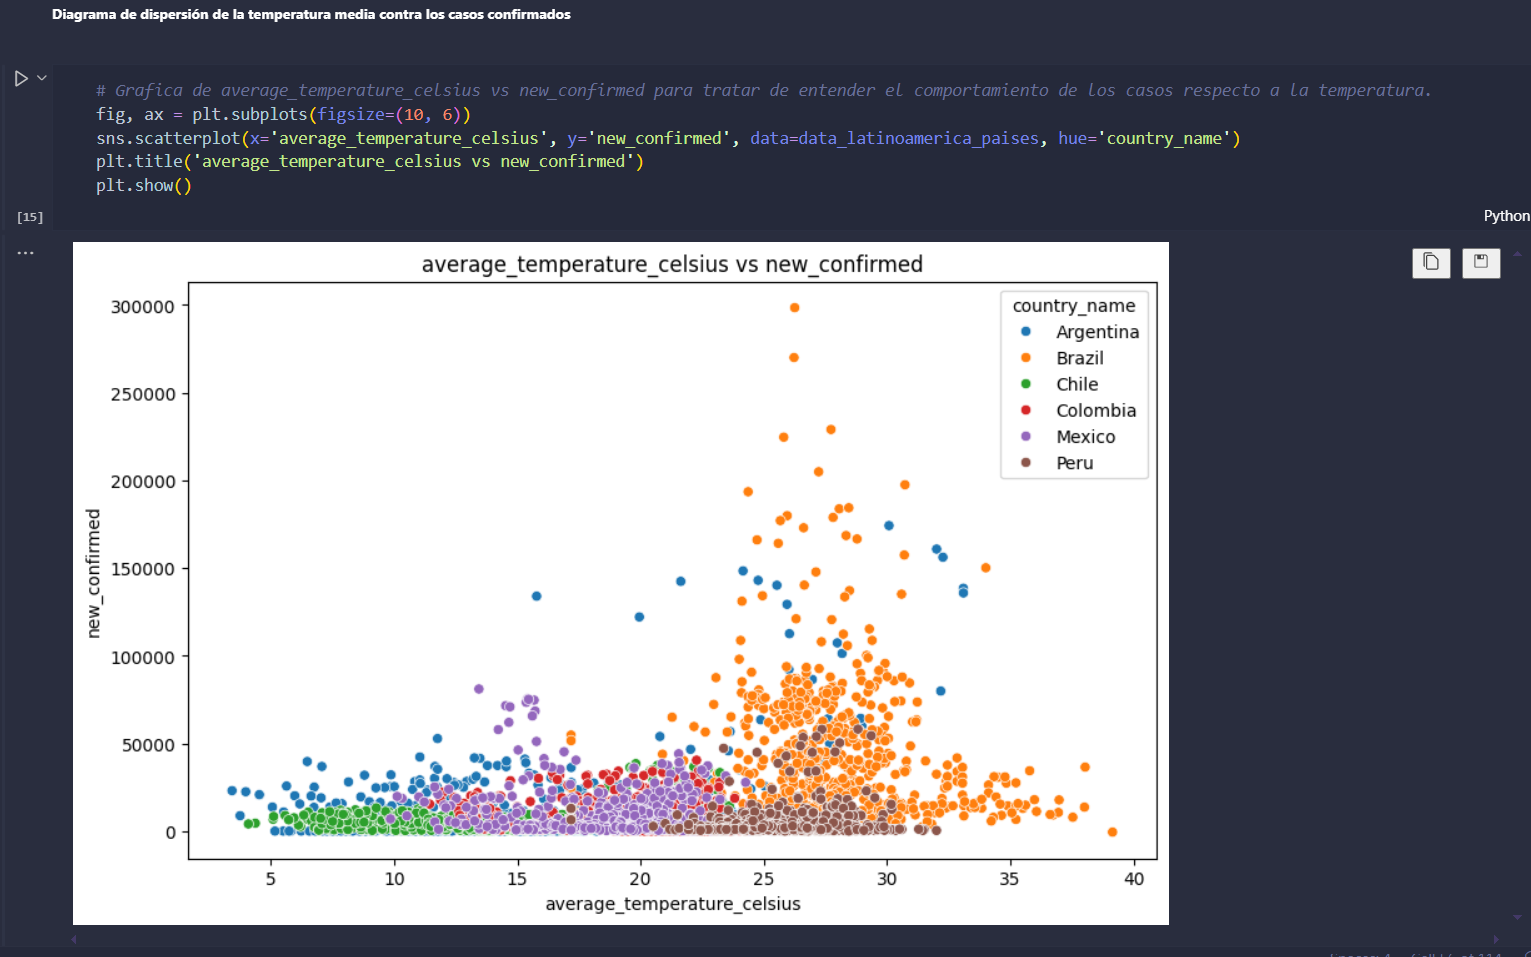 Diagrama de dispersión de la temperatura media contra los casos confirmados
# Grafica de average_temperature_celsius vs new_confirmed para tratar de entender el comportamiento de los casos respecto a la temperatura.
fig, ax = plt.subplots(figsize=(10, 6))
sns.scatterplot(x='average_temperature_celsius', y='new_confirmed', data=data_latinoamerica_paises, hue='country_name')
plt.title('average_temperature_celsius vs new_confirmed')
plt.show()
[15]
Python
...
average_temperature_celsius vs new_confirmed
country_name
Argentina
Brazil
Chile
Colombia
Mexico
Peru
300000
250000
200000
150000
100000
50000
0
new_confirmed
5 10 15 20 25 30 35 40
average_temperature_celsius